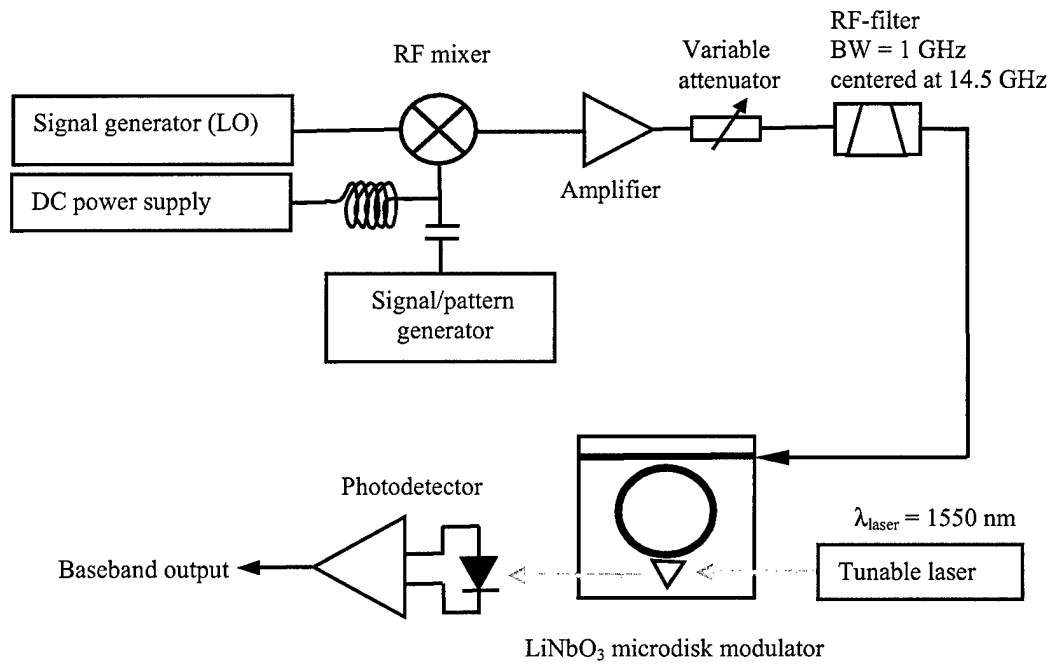 RF mixer
Variable
attenuator
RF-filter
BW = 1 GHz
centered at 14.5 GHz
Signal generator (LO)
DC power supply
Amplifier
Signal/pattern
generator
Photodetector
λlaser = 1550 nm
Baseband output
Tunable laser
LiNbO3 microdisk modulator